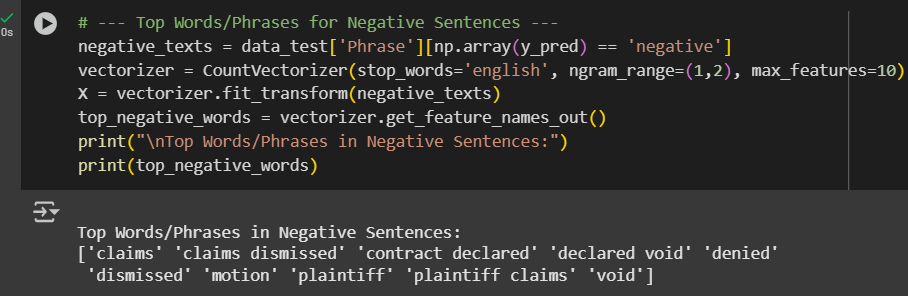 0s
# --- Top Words/Phrases for Negative Sentences ---
negative_texts = data_test['Phrase'][np.array(y_pred) == 'negative']
vectorizer = CountVectorizer(stop_words='english', ngram_range=(1,2), max_features=10)
X = vectorizer.fit_transform(negative_texts)
top_negative_words = vectorizer.get_feature_names_out()
print("\nTop Words/Phrases in Negative Sentences:")
print(top_negative_words)
Top Words/Phrases in Negative Sentences:
['claims' 'claims dismissed' 'contract declared' 'declared void' 'denied'
 'dismissed' 'motion' 'plaintiff' 'plaintiff claims' 'void']